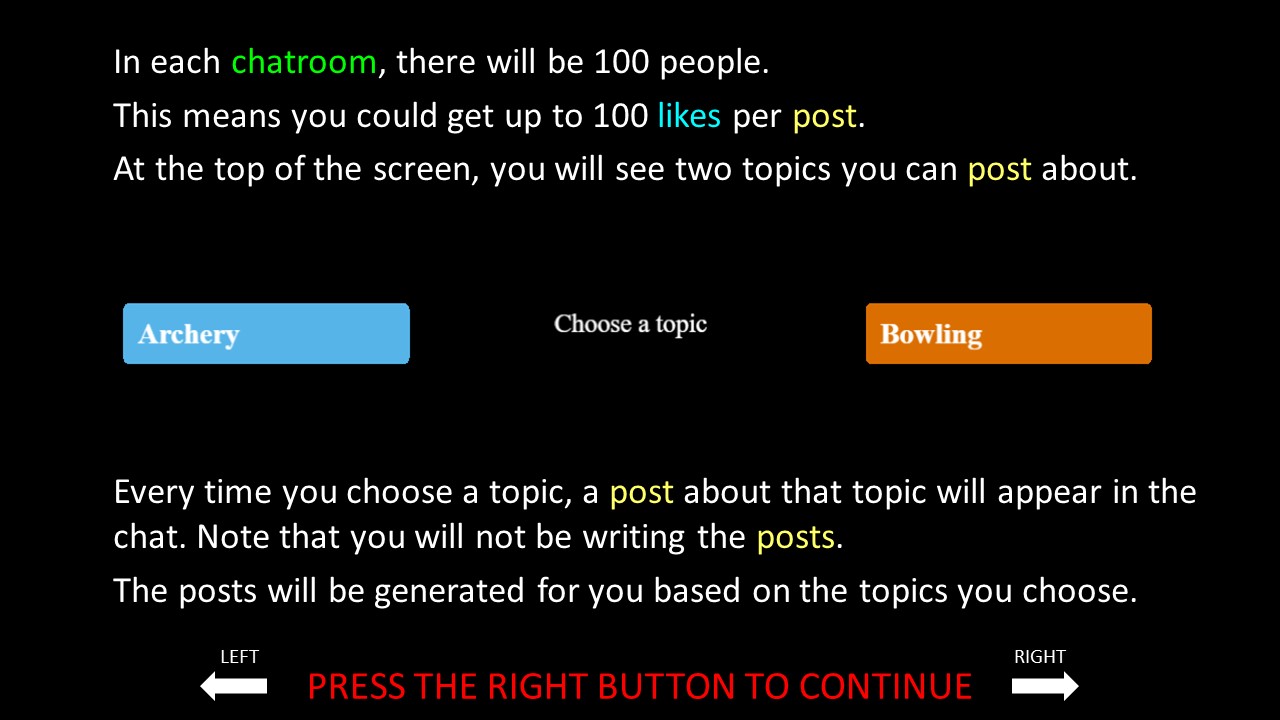 In each chatroom, there will be 100 people.
This means you could get up to 100 likes per post.
At the top of the screen, you will see two topics you can post about.
Archery
Choose a topic
Bowling
Every time you choose a topic, a post about that topic will appear in the
chat. Note that you will not be writing the posts.
The posts will be generated for you based on the topics you choose.
LEFT
RIGHT
PRESS THE RIGHT BUTTON TO CONTINUE